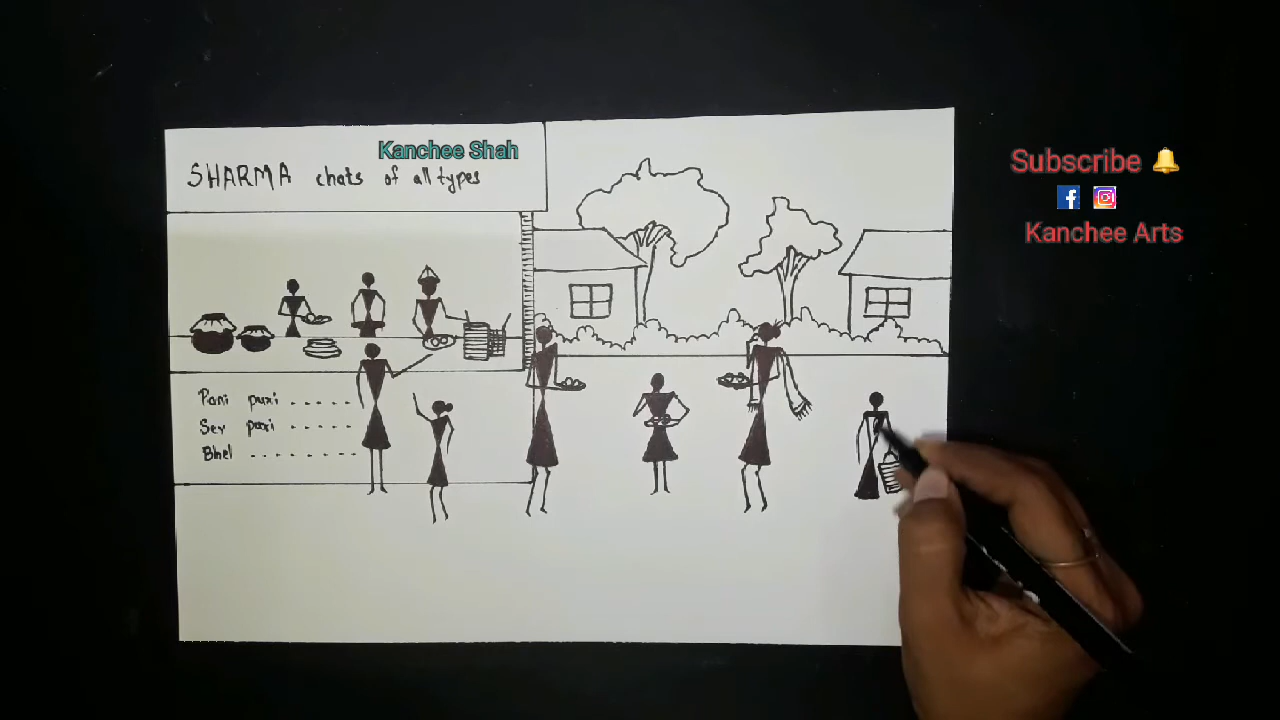 Kanchee Shah
SHARMA chats of all types
Subscribe
Kanchee Arts
Pani puri . . . . .
Sev puri . . . . .
Bhel . . . . . . . .